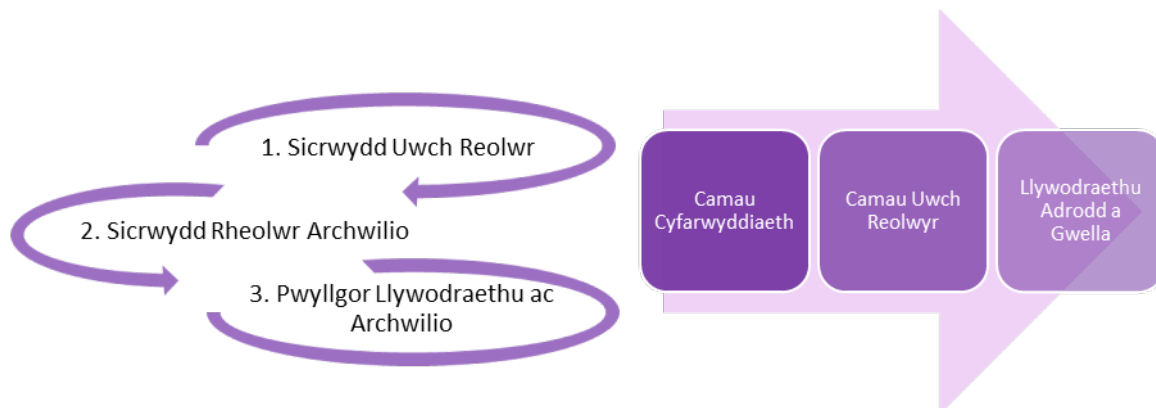 1. Sicrwydd Uwch Reolwr
2. Sicrwydd Rheolwr Archwilio
3. Pwyllgor Llywodraethu ac
Archwilio
Camau
Cyfarwyddiaeth
Camau Uwch
Reolwyr
Llywodraethu
Adrodd a
Gwella